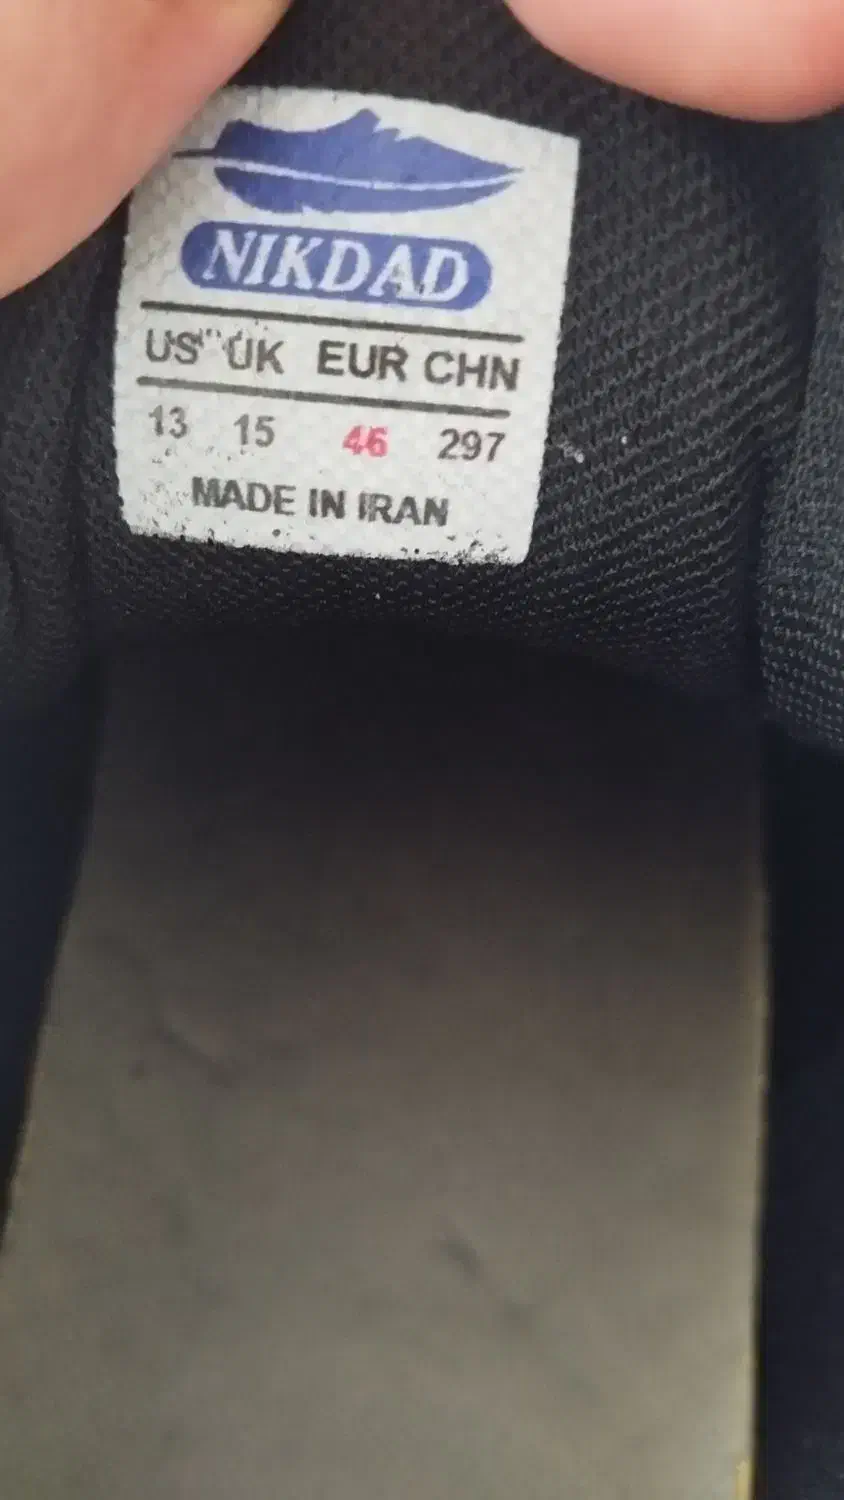 NIKDAD
US UK EUR CHN
13 15 46 297
MADE IN IRAN